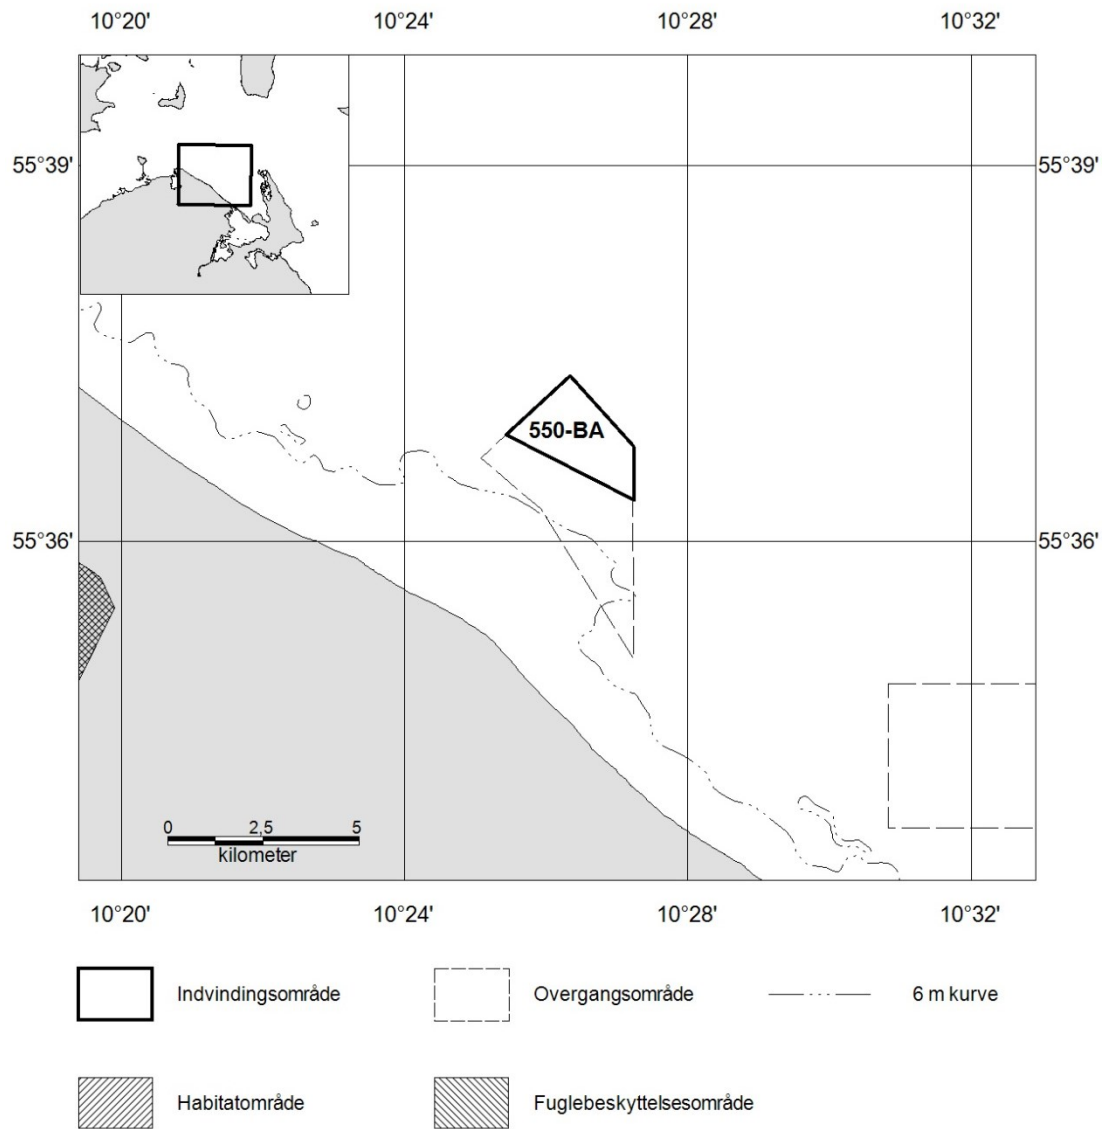 10°20' 10°24' 10°28' 10°32'
55°39' 55°39'
550-BA
55°36' 55°36'
0 2,5 5
kilometer
10°20' 10°24' 10°28' 10°32'
Indvindingsområde Overgangsområde 6 m kurve
Habitatområde Fuglebeskyttelsesområde